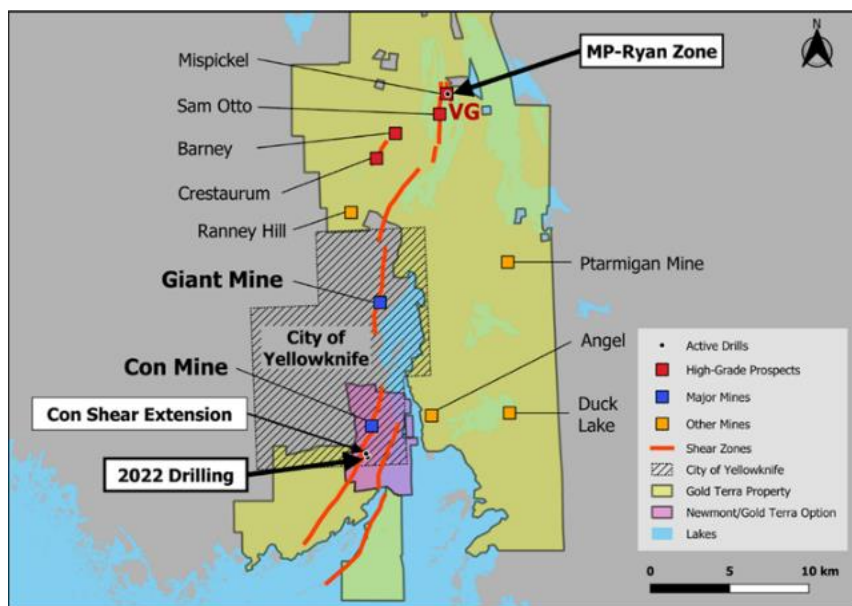 N
Mispickel
MP-Ryan Zone
Sam Otto
VG
Barney
Crestaurum
Ranney Hill
Ptarmigan Mine
Giant Mine
City of
Yellowknife
Angel
Con Mine
Duck
Lake
Con Shear Extension
2022 Drilling
Active Drills
High-Grade Prospects
Major Mines
Other Mines
Shear Zones
City of Yellowknife
Gold Terra Property
Newmont/Gold Terra Option
Lakes
0 5 10 km